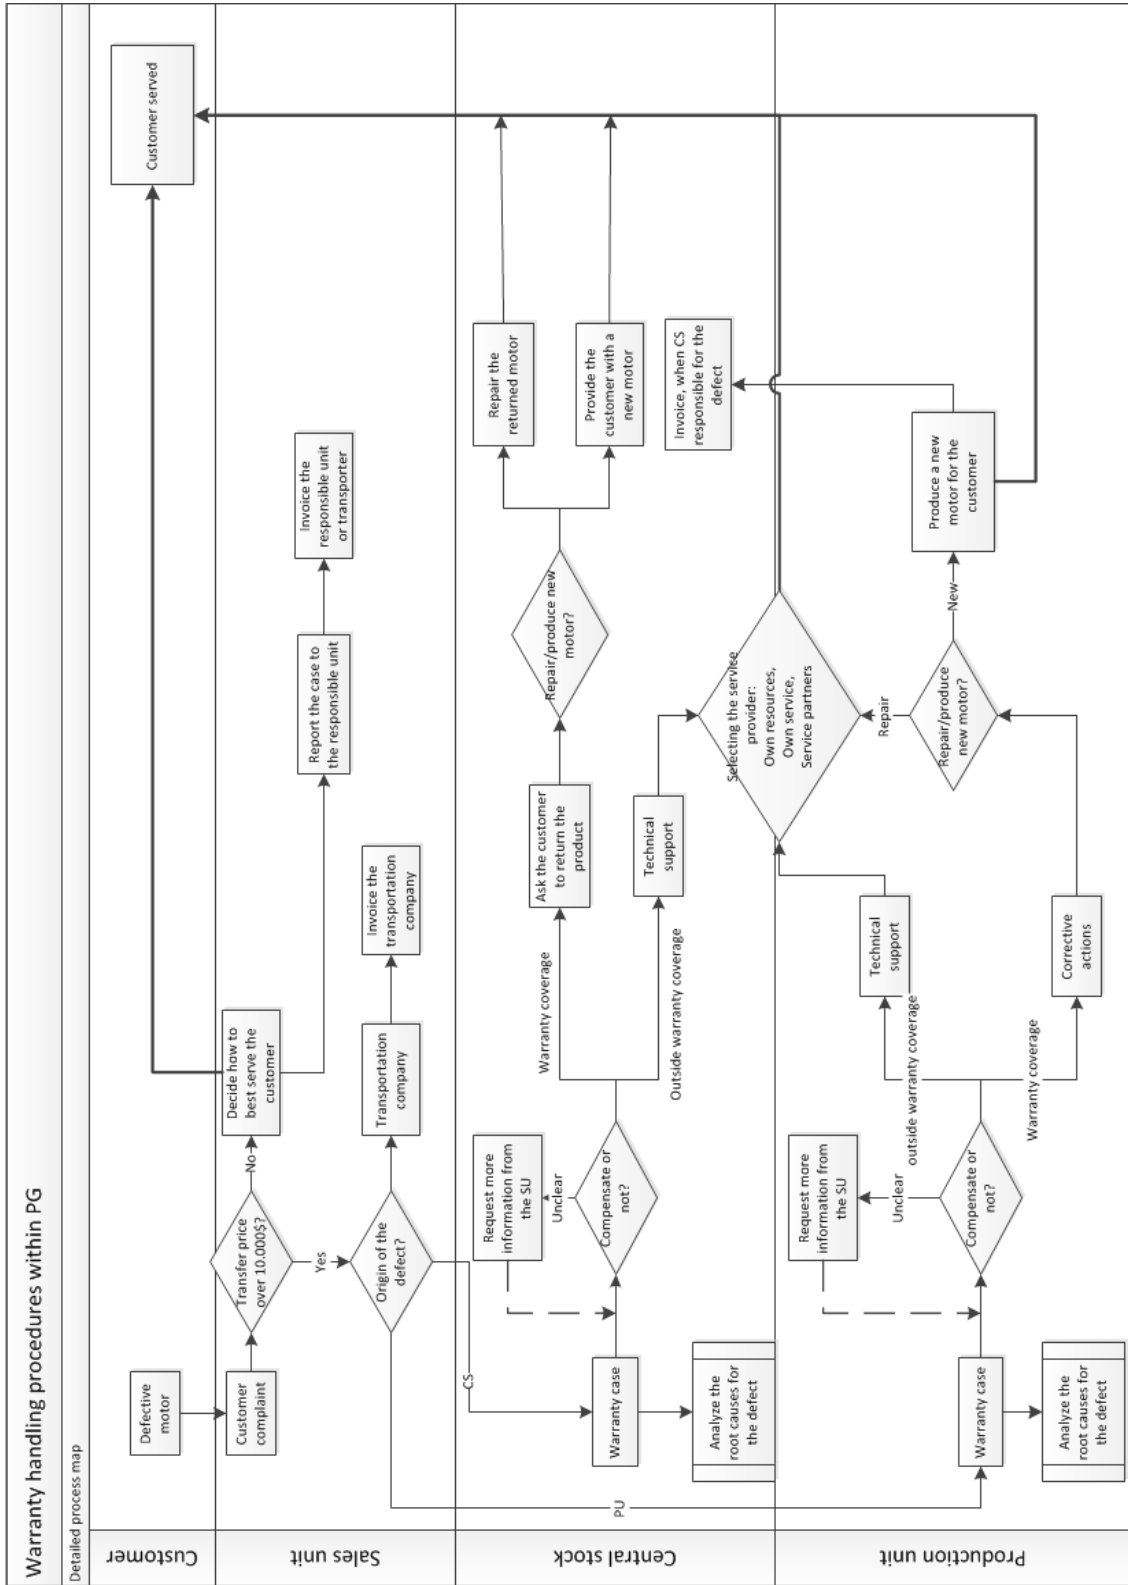 Warranty handling procedures within PG
Detailed process map
Customer
Defective
motor
Customer served
Sales unit
Customer
complaint
Transfer price
over 10.000$?
No
Decide how to
best serve the
customer
Report the case to
the responsible unit
Invoice the
responsible unit
or transporter
Yes
Origin of the
defect?
Transportation
company
Invoice the
transportation
company
CS
PU
Central stock
Warranty case
Analyze the
root causes for
the defect
Request more
information from
the SU
Unclear
Compensate or
not?
Warranty coverage
Outside warranty coverage
Ask the customer
to return the
product
Technical
support
Repair/produce new
motor?
Repair the
returned motor
Provide the
customer with a
new motor
Invoice, when CS
responsible for the
defect
Selecting the service
provider:
Own resources,
Own service,
Service partners
Production unit
Warranty case
Analyze the
root causes for
the defect
Request more
information from
the SU
Unclear
Compensate or
not?
outside warranty coverage
Warranty coverage
Technical
support
Corrective
actions
Repair/produce
new motor?
Repair
New
Produce a new
motor for the
customer